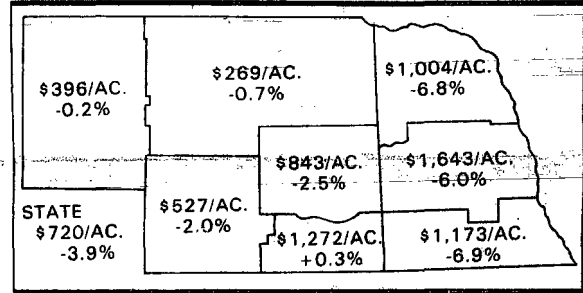 $396/AC.
-0.2%
$269/AC.
-0.7%
$1,004/AC.
-6.8%
$843/AC.
-2.5%
$1,643/AC.
-6.0%
STATE
$720/AC.
-3.9%
$527/AC.
-2.0%
$1,272/AC.
+0.3%
$1,173/AC.
-6.9%